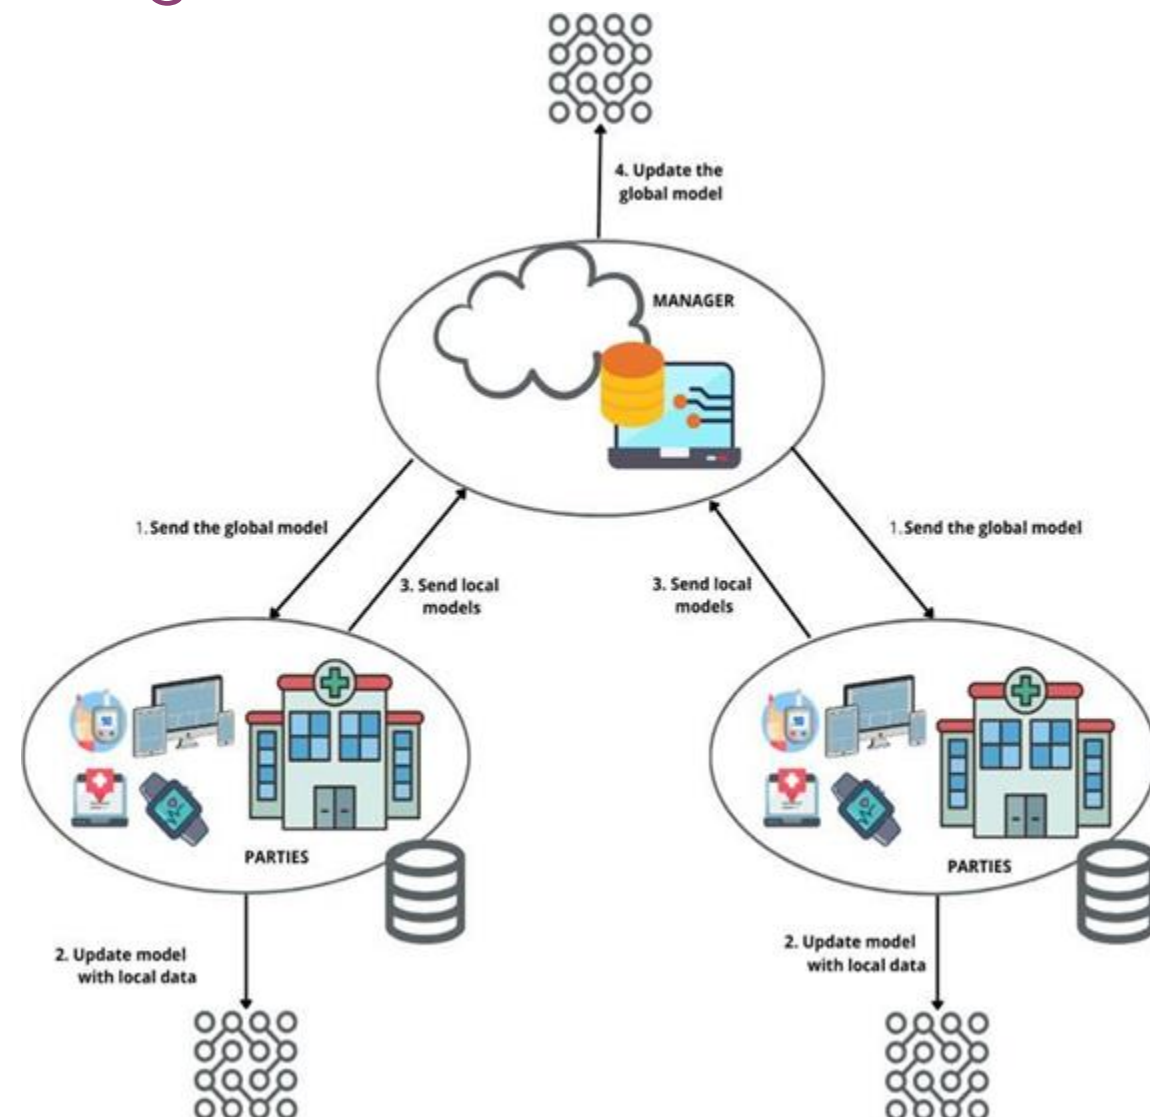 4. Update the
global model
MANAGER
1. Send the global model
1. Send the global model
3. Send local
models
3. Send local
models
PARTIES
PARTIES
2. Update model
with local data
2. Update model
with local data